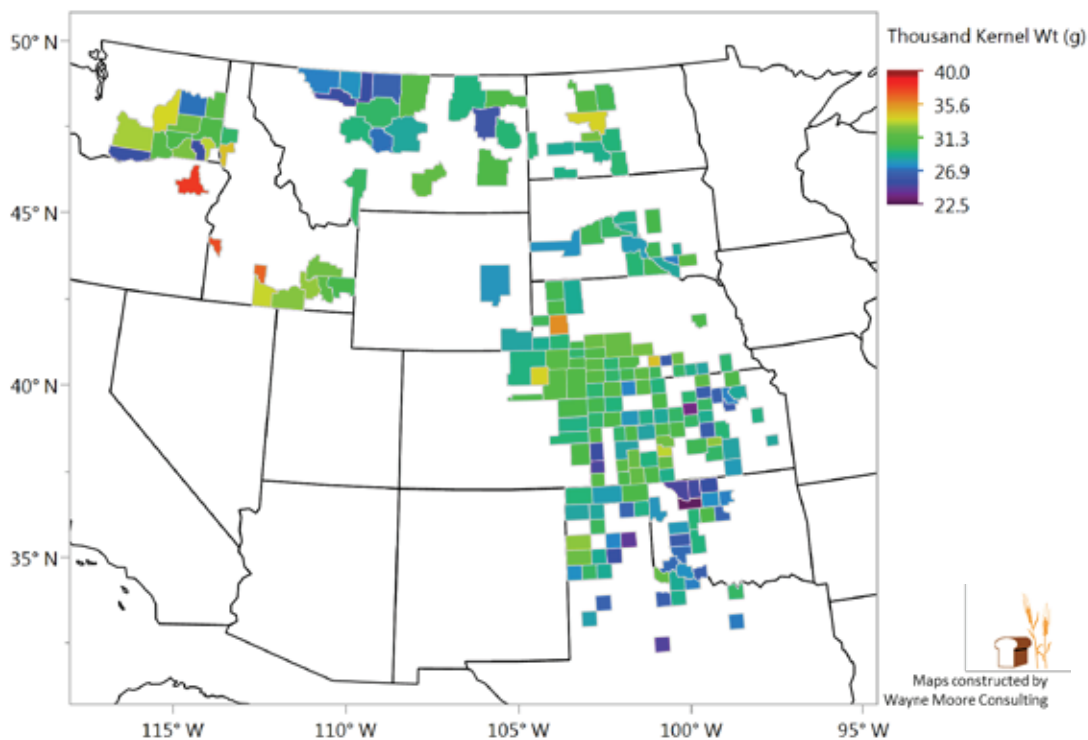 50° N
45° N
40° N
35° N
115° W
110° W
105° W
100° W
95° W
Thousand Kernel Wt (g)
40.0
35.6
31.3
26.9
22.5
Maps constructed by
Wayne Moore Consulting